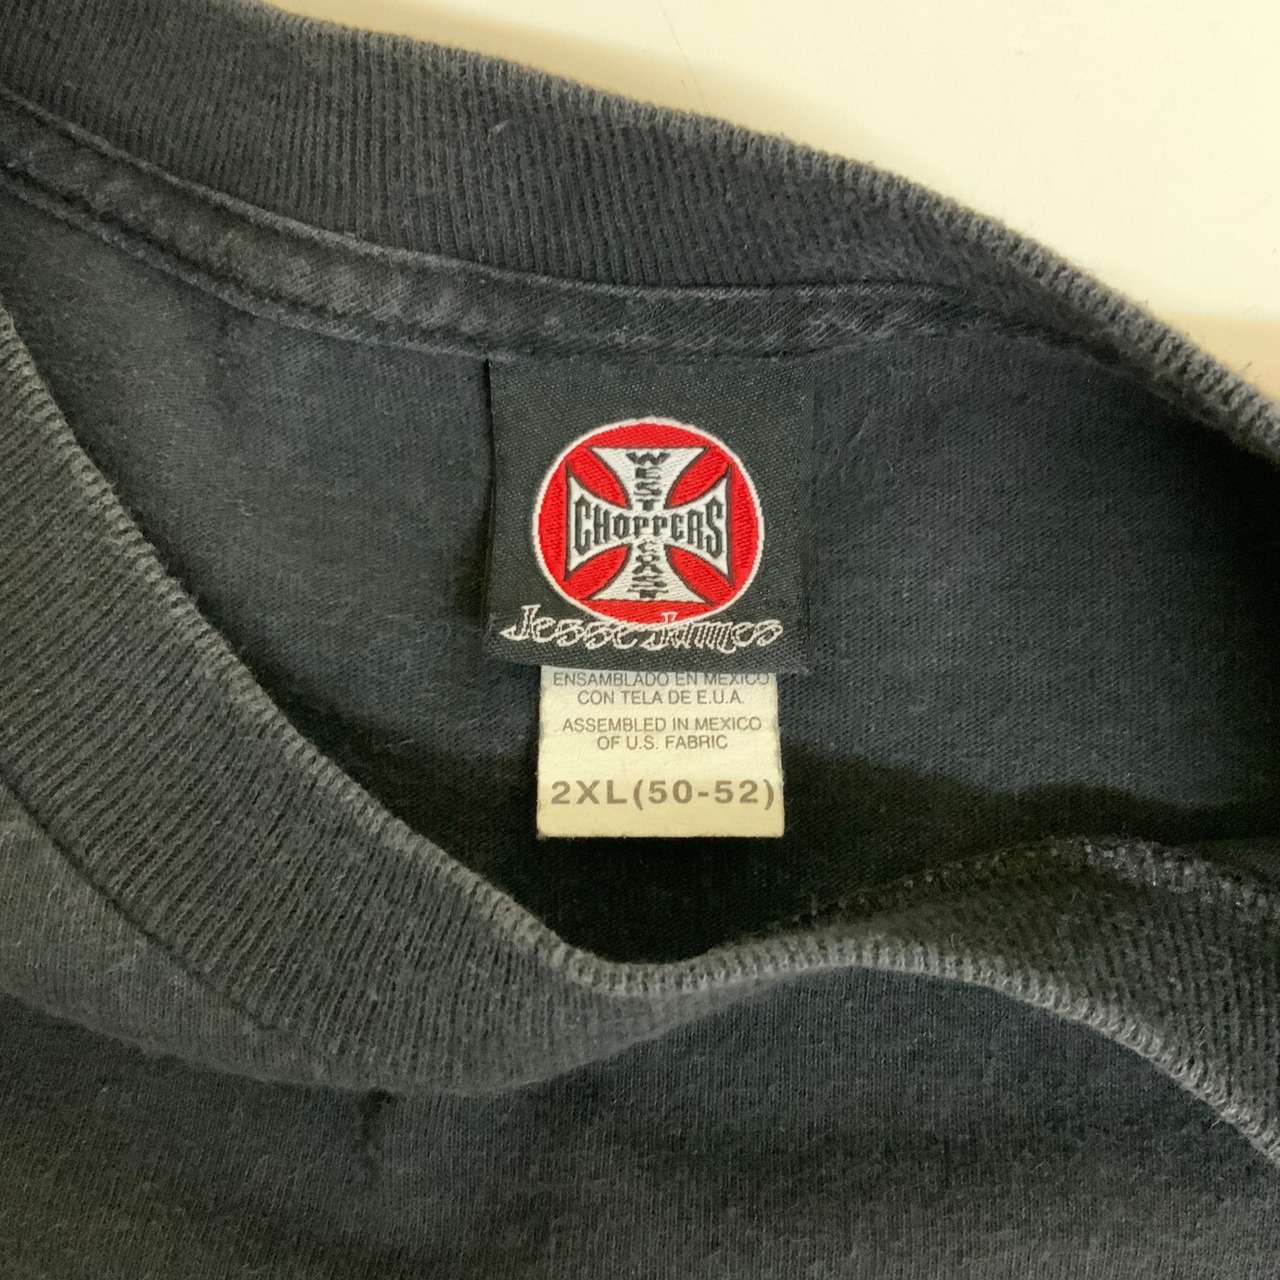 WEST
CHOPPERS
COAST
Jesse James
ENSAMBLADO EN MEXICO
CON TELA DE E.U.A.
ASSEMBLED IN MEXICO
OF U.S. FABRIC
2XL(50-52)